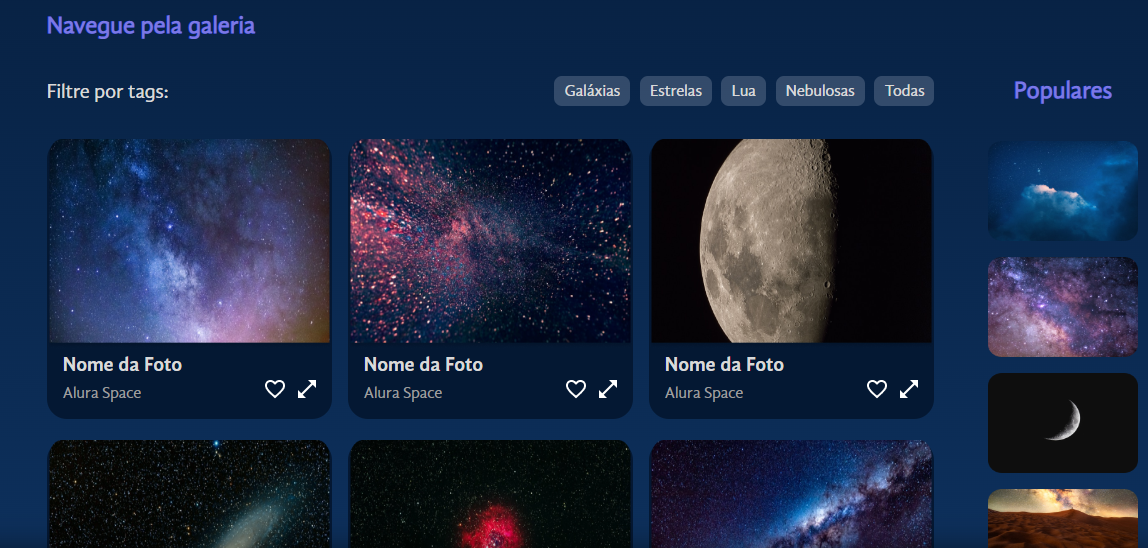 Navegue pela galeria
Filtre por tags:
Galáxias
Estrelas
Lua
Nebulosas
Todas
Populares
Nome da Foto
Alura Space
Nome da Foto
Alura Space
Nome da Foto
Alura Space